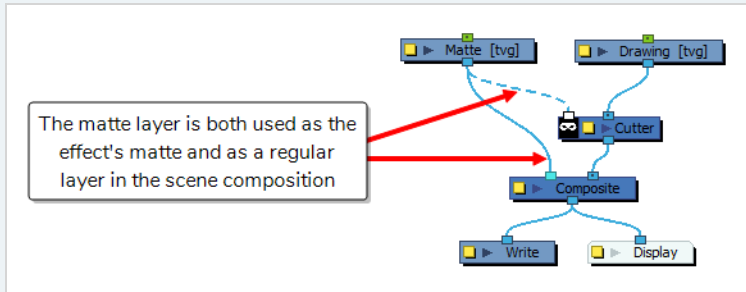 Matte [tvg]
Drawing [tvg]
The matte layer is both used as the
effect's matte and as a regular
layer in the scene composition
Cutter
Composite
Write
Display